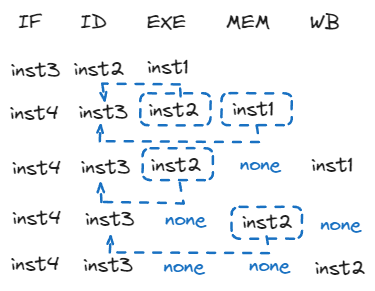 IF ID EXE MEM WB
inst3 inst2 inst1
inst4 inst3 inst2 inst1
inst4 inst3 inst2 none inst1
inst4 inst3 none inst2 none
inst4 inst3 none none inst2